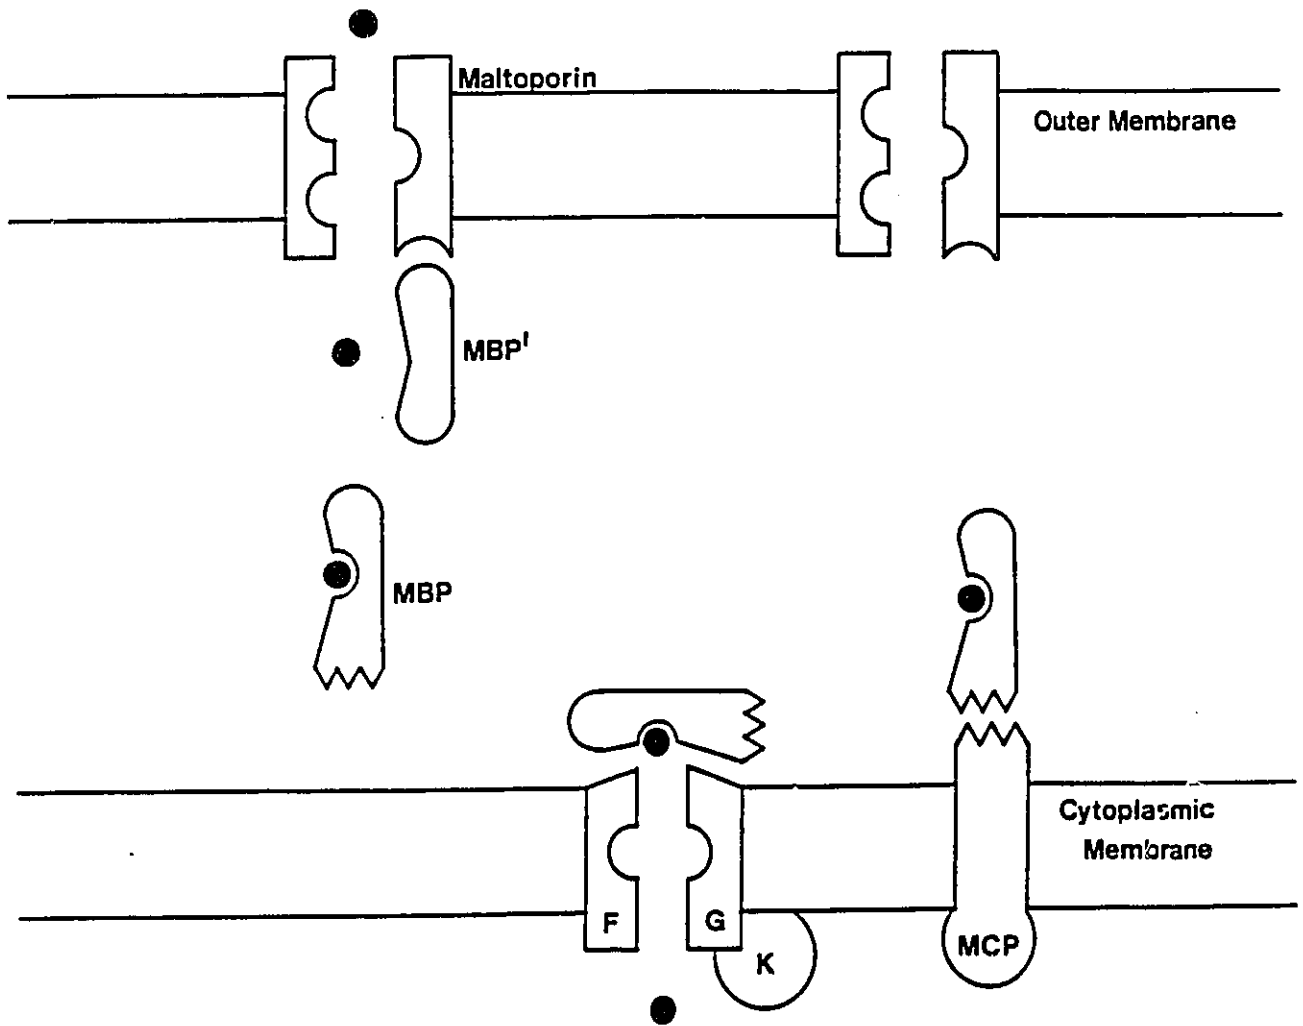 Maltoporin
Outer Membrane
MBP'
MBP
Cytoplasmic
Membrane
F
G
K
MCP